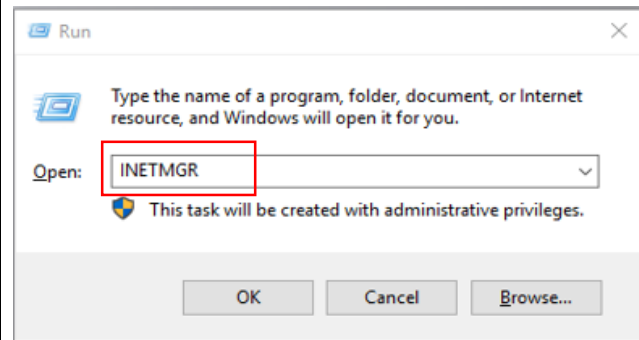 Run
Type the name of a program, folder, document, or Internet
resource, and Windows will open it for you.
Open: INETMGR
This task will be created with administrative privileges.
OK Cancel Browse...